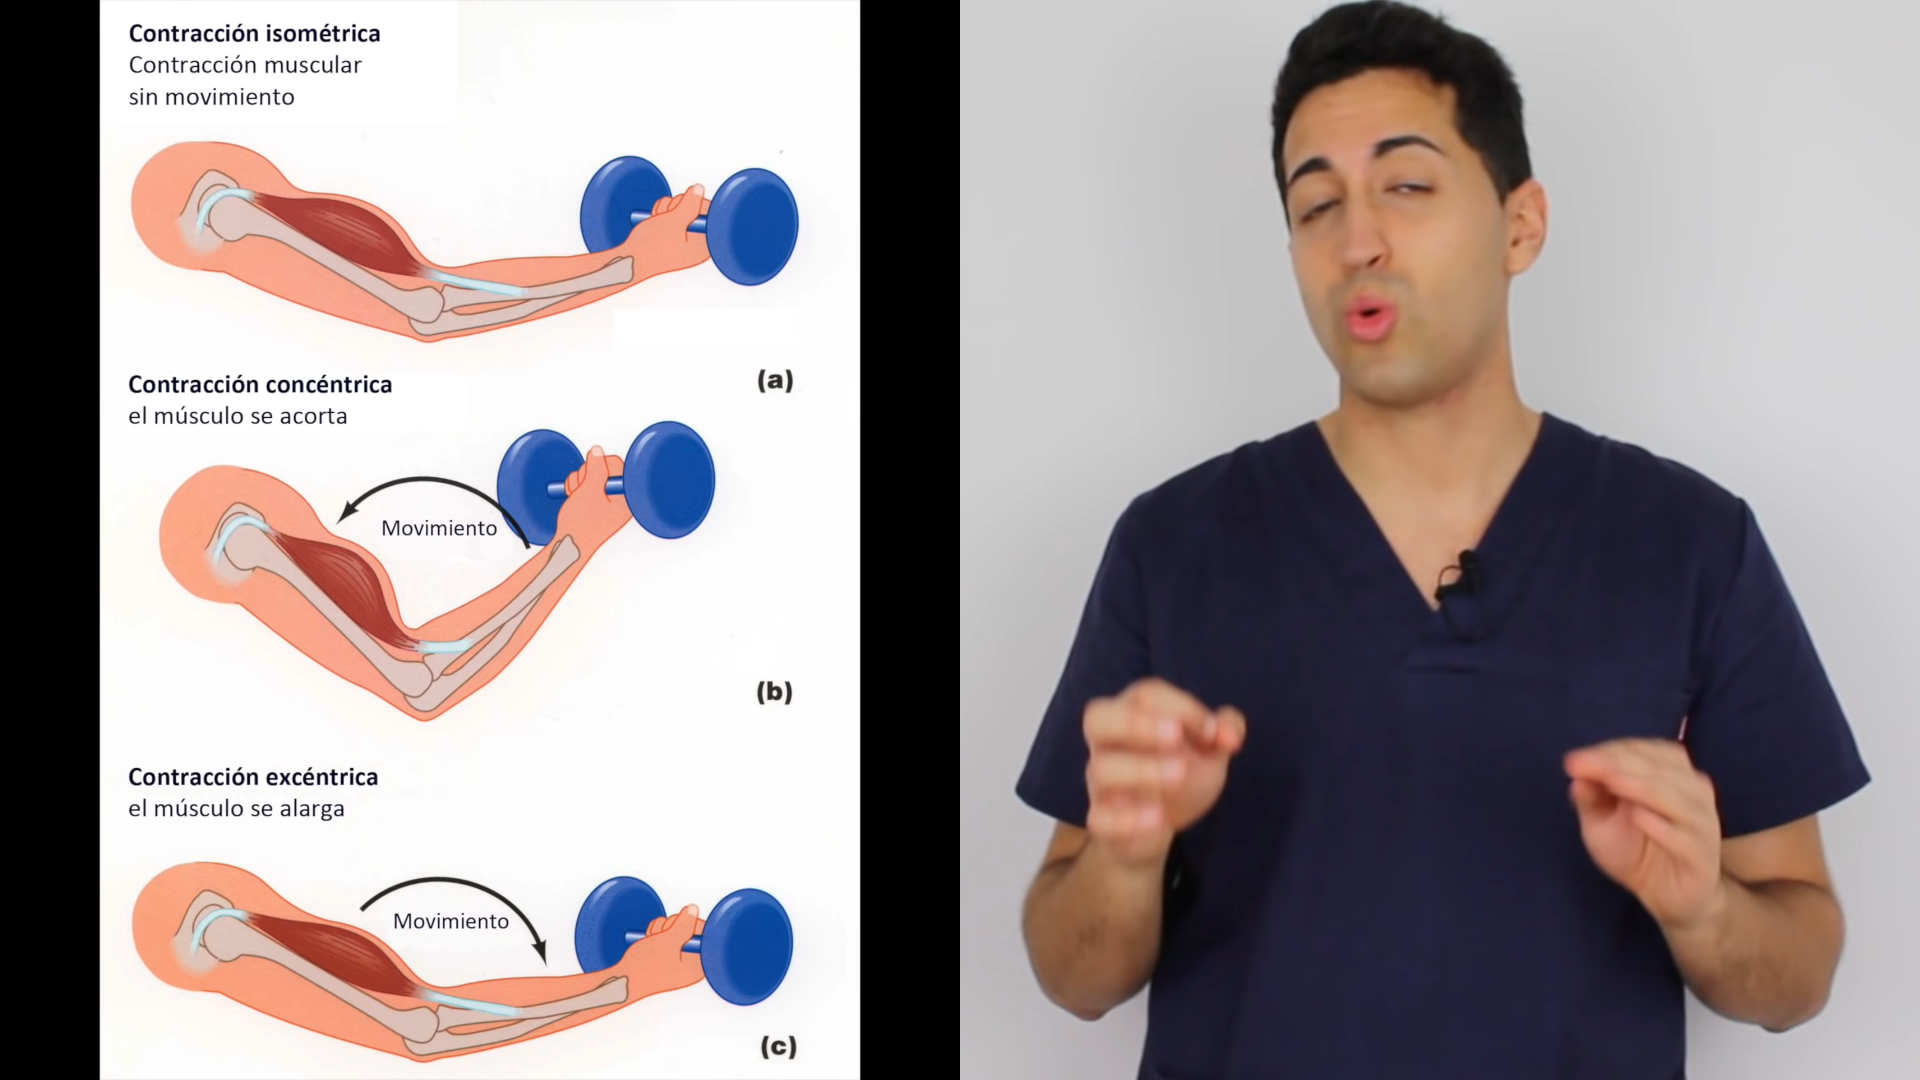 Contracción isométrica
Contracción muscular
sin movimiento
(a)
Contracción concéntrica
el músculo se acorta
Movimiento
(b)
Contracción excéntrica
el músculo se alarga
Movimiento
(c)